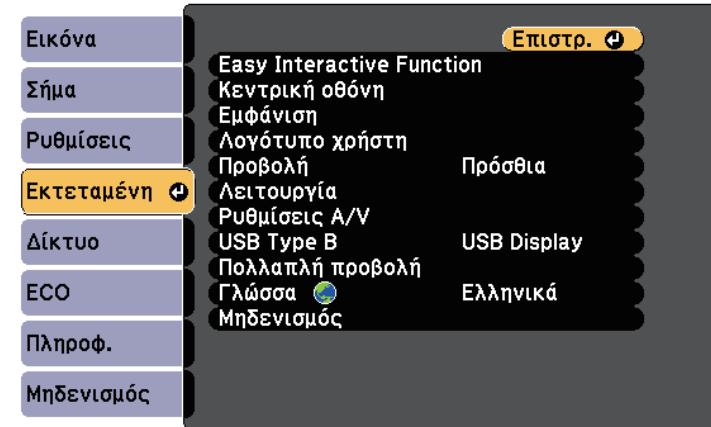 Εικόνα
Σήμα
Ρυθμίσεις
Εκτεταμένη
Δίκτυο
ECO
Πληροφ.
Μηδενισμός
Επιστρ.
Easy Interactive Function
Κεντρική οθόνη
Εμφάνιση
Λογότυπο χρήστη
Προβολή Πρόσθια
Λειτουργία
Ρυθμίσεις A/V
USB Type B USB Display
Πολλαπλή προβολή
Γλώσσα Ελληνικά
Μηδενισμός